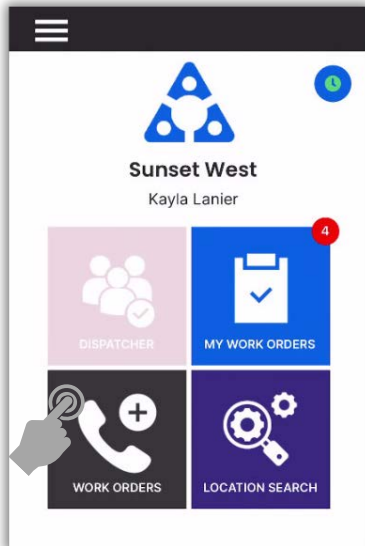 Sunset West
Kayla Lanier
4
DISPATCHER
MY WORK ORDERS
WORK ORDERS
LOCATION SEARCH